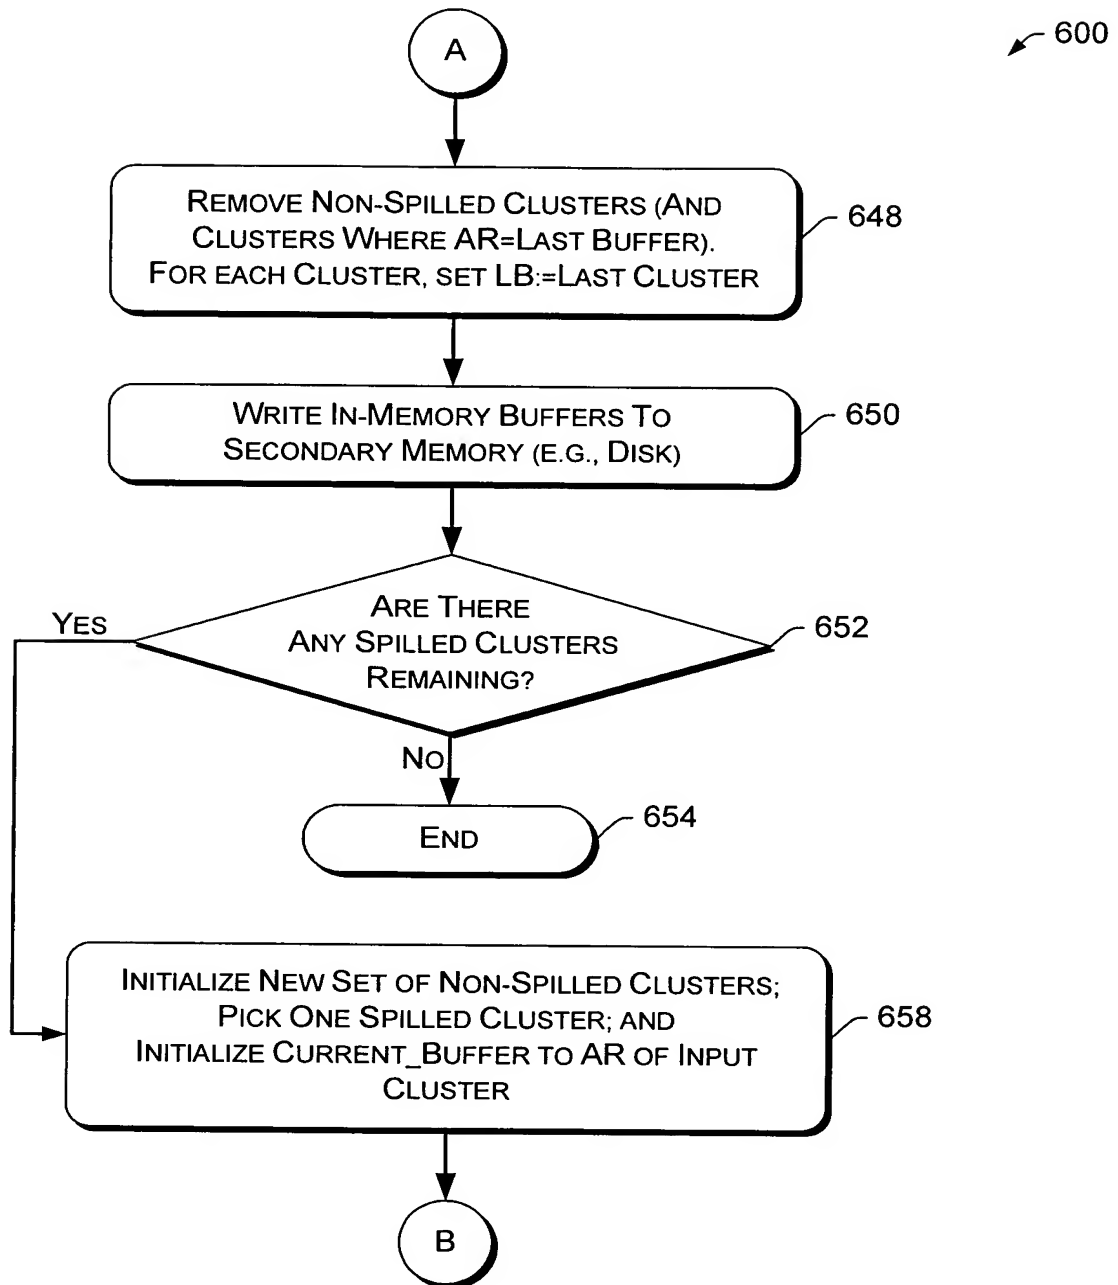 A
600
REMOVE NON-SPILLED CLUSTERS (AND
CLUSTERS WHERE AR=LAST BUFFER).
FOR EACH CLUSTER, SET LB:=LAST CLUSTER
648
WRITE IN-MEMORY BUFFERS TO
SECONDARY MEMORY (E.G., DISK)
650
ARE THERE
ANY SPILLED CLUSTERS
REMAINING?
652
YES
NO
END
654
INITIALIZE NEW SET OF NON-SPILLED CLUSTERS;
PICK ONE SPILLED CLUSTER; AND
INITIALIZE CURRENT_BUFFER TO AR OF INPUT
CLUSTER
658
B